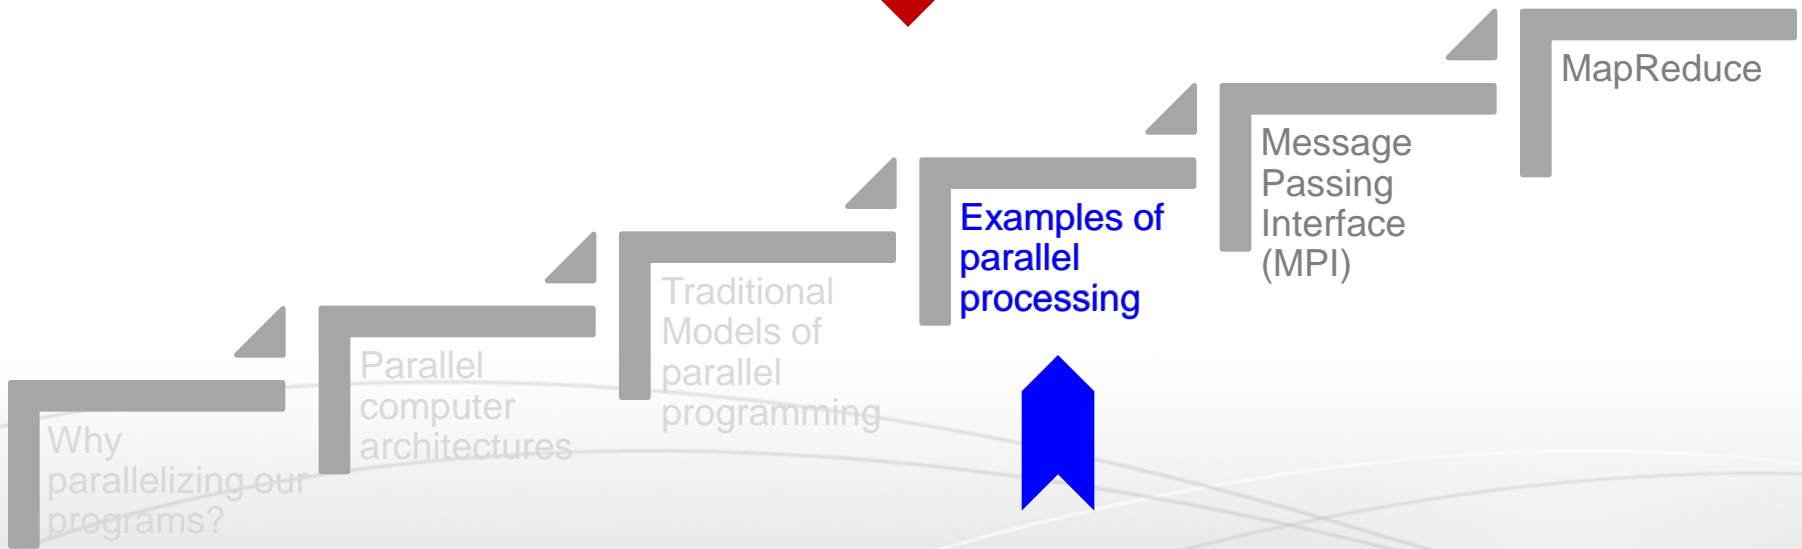 Why
parallelizing our
programs?
Parallel
computer
architectures
Traditional
Models of
parallel
programming
Examples of
parallel
processing
Message
Passing
Interface
(MPI)
MapReduce